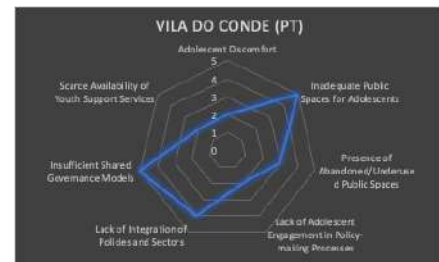 VILA DO CONDE (PT)
Adolescent Discomfort
5
4
3
2
1
0
Inadequate Public
Spaces for Adolescents
Presence of
Abandoned/Underuse
d Public Spaces
Lack of Adolescent
Engagement in Policy-
making Processes
Lack of Integration of
Policies and Sectors
Insufficient Shared
Governance Models
Scarce Availability of
Youth Support Services